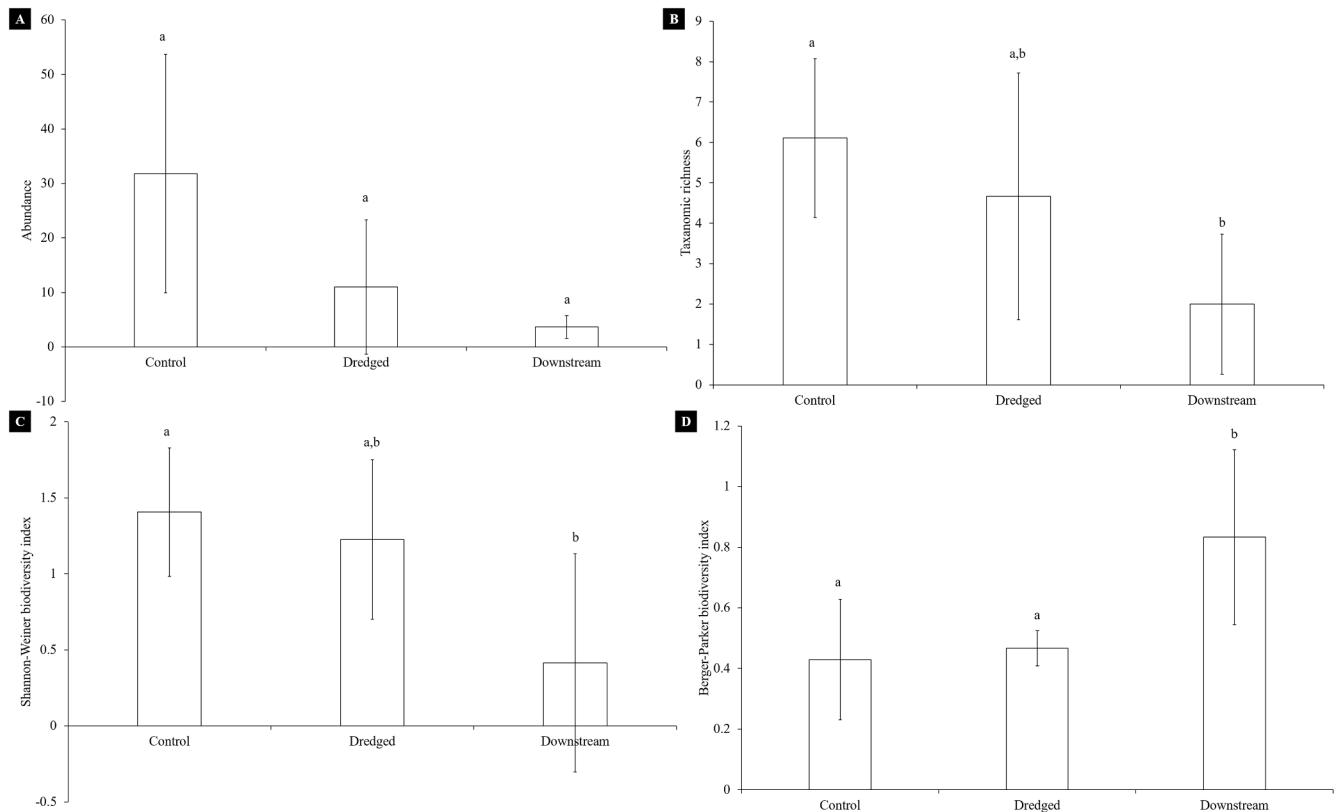 A
Abundance
60
50
40
30
20
10
0
-10
a
a
a
Control Dredged Downstream
B
Taxanomic richness
9
8
7
6
5
4
3
2
1
0
a
a,b
b
Control Dredged Downstream
C
Shannon-Weiner biodiversity index
2
1.5
1
0.5
0
-0.5
a
a,b
b
Control Dredged Downstream
D
Berger-Parker biodiversity index
1.2
1
0.8
0.6
0.4
0.2
0
a
a
b
Control Dredged Downstream